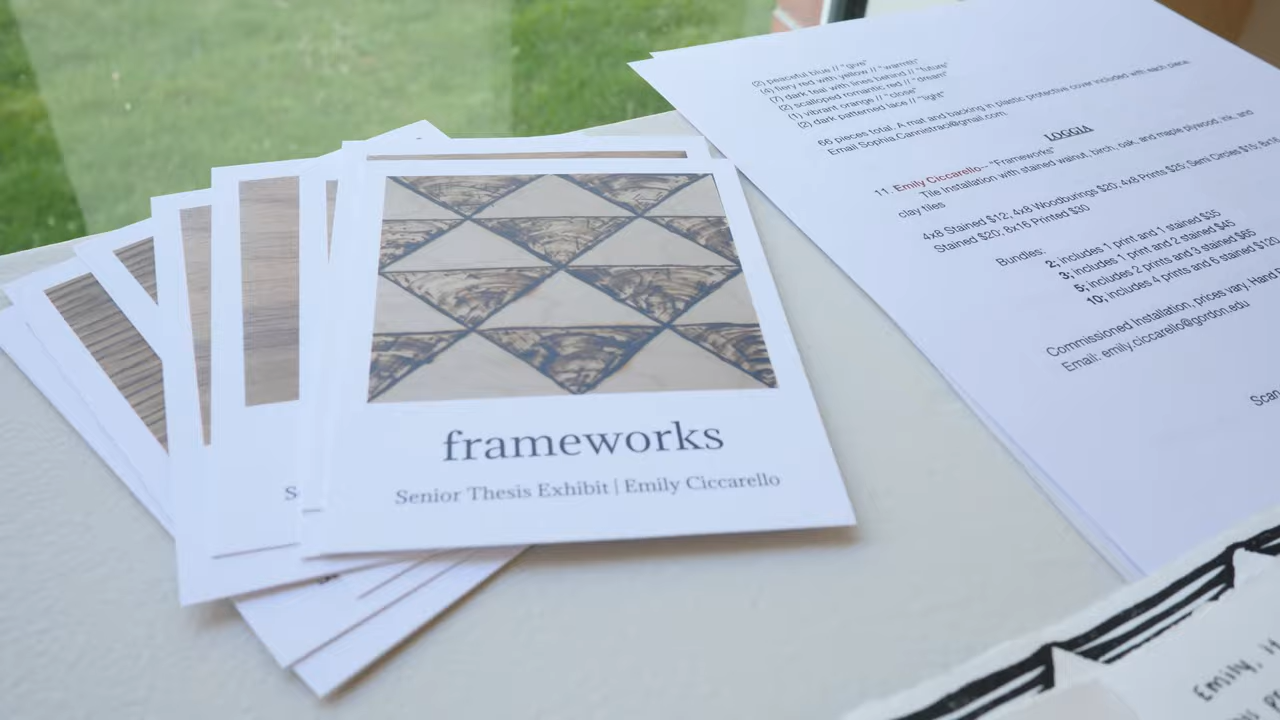 frameworks
Senior Thesis Exhibit | Emily Ciccarello
S
(2) peaceful blue // "give"
(4) fiery red with yellow // "warmth"
(7) dark teal with lines behind // "future"
(2) scalloped romantic red // "dream"
(1) vibrant orange // "close"
(2) dark patterned lace // "light"
66 pieces total. A mat and backing in plastic protective cover included with each piece
Email Sophia.Cannistraci@gmail.com
LOGGIA
11. Emily Ciccarello- "Frameworks"
Tile Installation with stained walnut, birch, oak, and maple plywood, ink, and
clay tiles
4x8 Stained $12; 4x8 Woodburings $20; 4x8 Prints $25; Semi Circles $15; 8x16
Stained $20; 8x16 Printed $30
Bundles:
2; includes 1 print and 1 stained $35
3; includes 1 print and 2 stained $45
5; includes 2 prints and 3 stained $65
10; includes 4 prints and 6 stained $120
Commissioned Installation, prices vary, Hand
Email: emily.ciccarello@gordon.edu
Scan
Emily, it